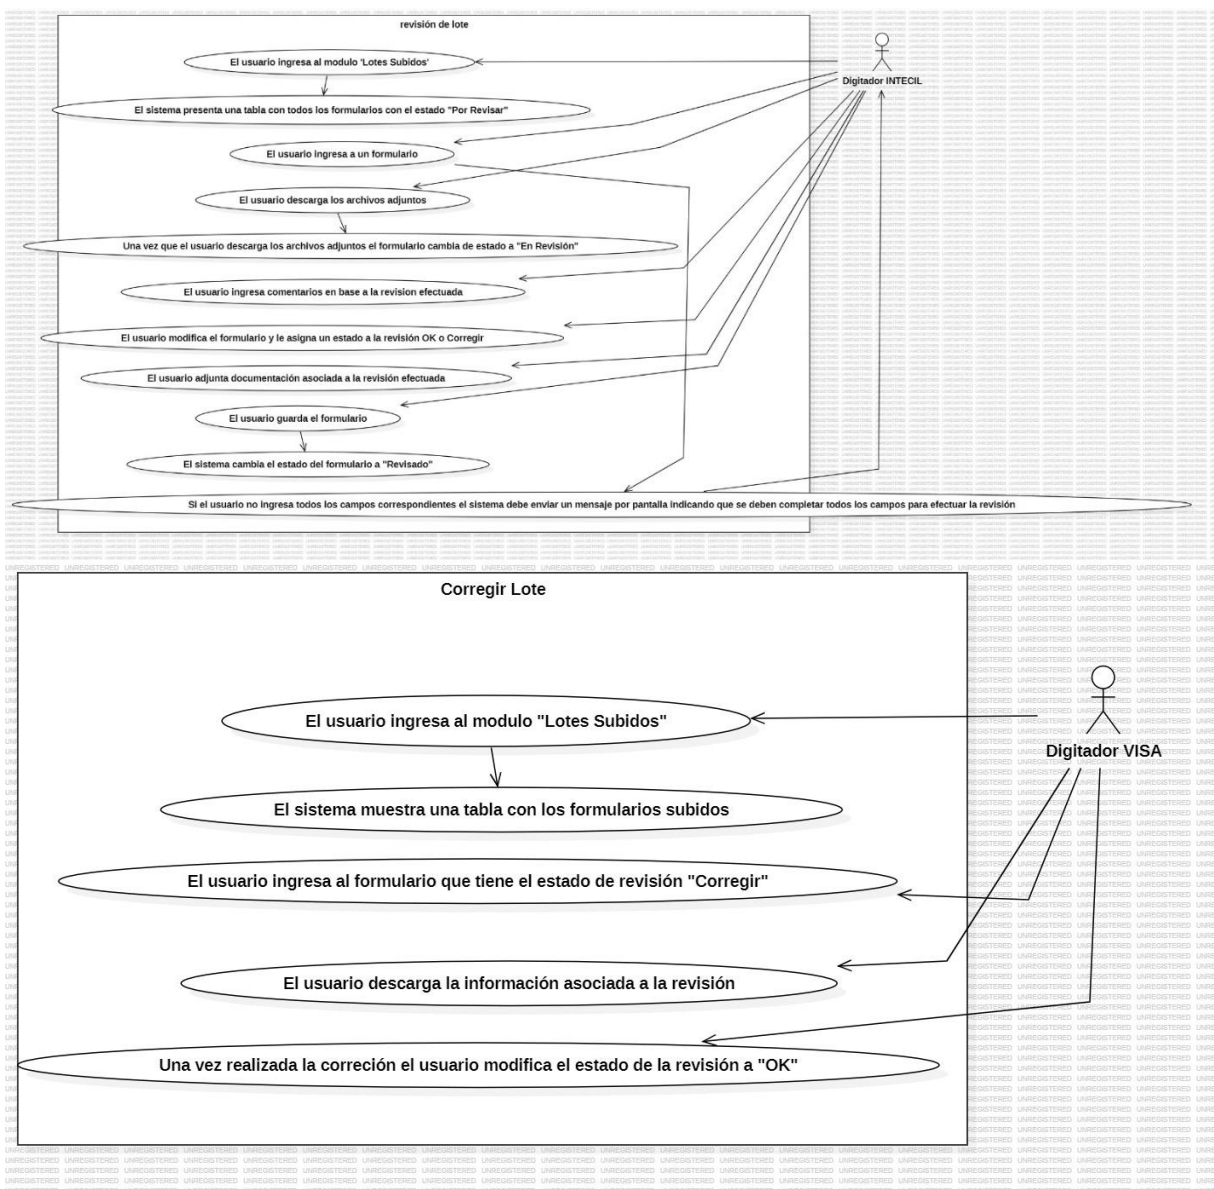 revisión de lote
El usuario ingresa al modulo 'Lotes Subidos'
Digitador INTECIL
El sistema presenta una tabla con todos los formularios con el estado "Por Revisar"
El usuario ingresa a un formulario
El usuario descarga los archivos adjuntos
Una vez que el usuario descarga los archivos adjuntos el formulario cambia de estado a "En Revisión"
El usuario ingresa comentarios en base a la revision efectuada
El usuario modifica el formulario y le asigna un estado a la revisión OK o Corregir
El usuario adjunta documentación asociada a la revisión efectuada
El usuario guarda el formulario
El sistema cambia el estado del formulario a "Revisado"
Si el usuario no ingresa todos los campos correspondientes el sistema debe enviar un mensaje por pantalla indicando que se deben completar todos los campos para efectuar la revisión
UNREGISTERED
Corregir Lote
El usuario ingresa al modulo "Lotes Subidos"
Digitador VISA
El sistema muestra una tabla con los formularios subidos
El usuario ingresa al formulario que tiene el estado de revisión "Corregir"
El usuario descarga la información asociada a la revisión
Una vez realizada la correción el usuario modifica el estado de la revisión a "OK"